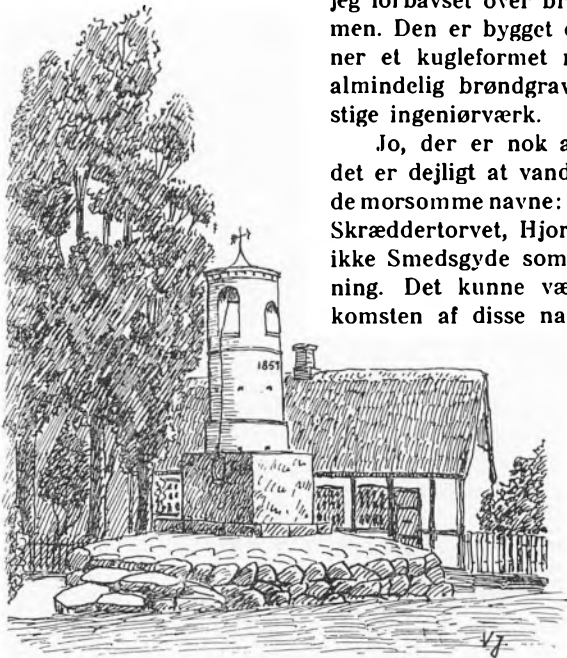 jeg forbavset over br
men. Den er bygget
ner et kugleformet
almindelig brøndgrav
stige ingeniørværk.
Jo, der er nok a
det er dejligt at vand
de morsomme navne:
Skræddertorvet, Hjor
ikke Smedsgyde som
ning. Det kunne væ
komsten af disse na
1857
VJ.